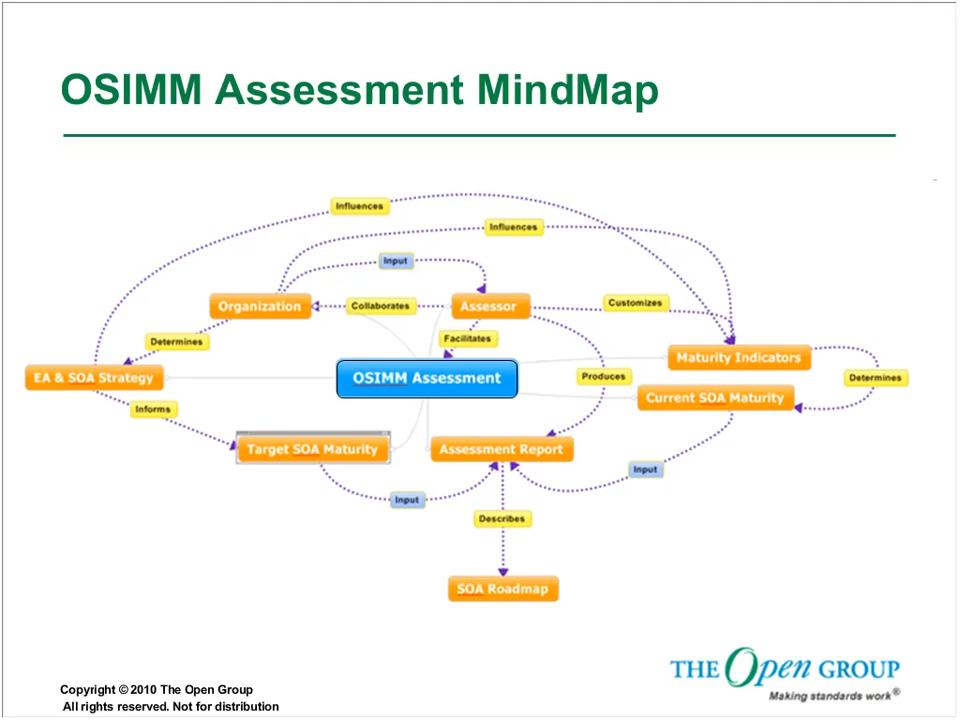 OSIMM Assessment MindMap
Influences
Influences
Input
Organization
Collaborates
Assessor
Customizes
Determines
Facilitates
Maturity Indicators
EA & SOA Strategy
OSIMM Assessment
Produces
Determines
Current SOA Maturity
Informs
Target SOA Maturity
Assessment Report
Input
Input
Describes
SOA Roadmap
THE Open GROUP
Making standards work®
Copyright © 2010 The Open Group
All rights reserved. Not for distribution